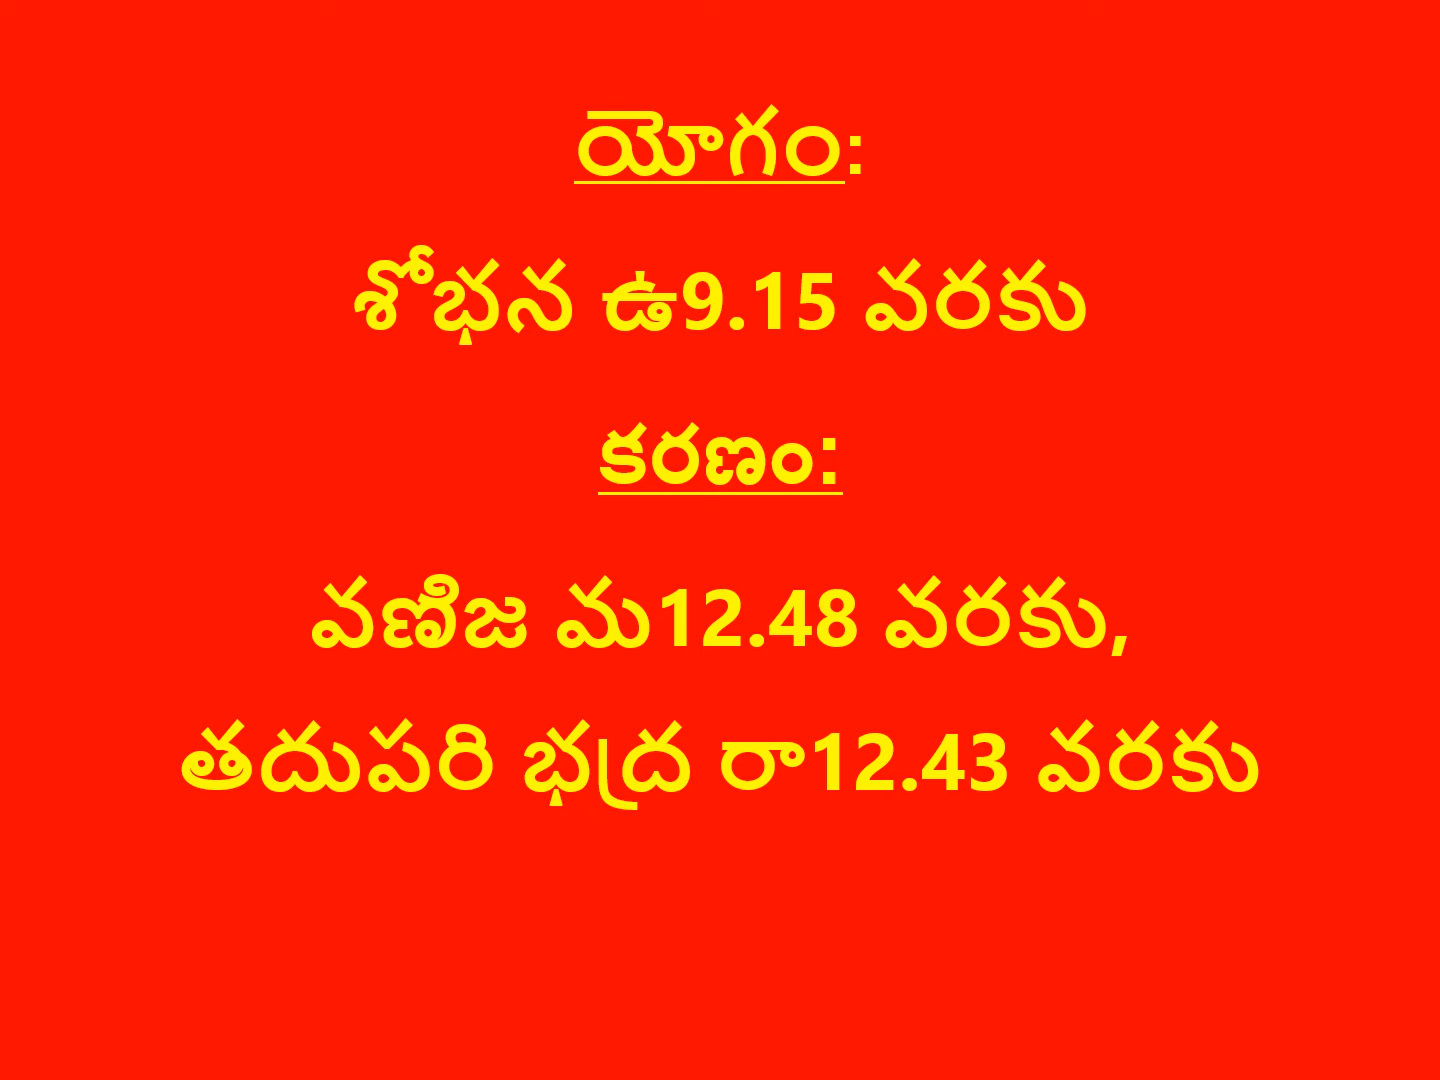 యోగం:
శోభన ఉ9.15 వరకు
కరణం:
వణిజ మ12.48 వరకు,
తదుపరి భద్ర రా12.43 వరకు